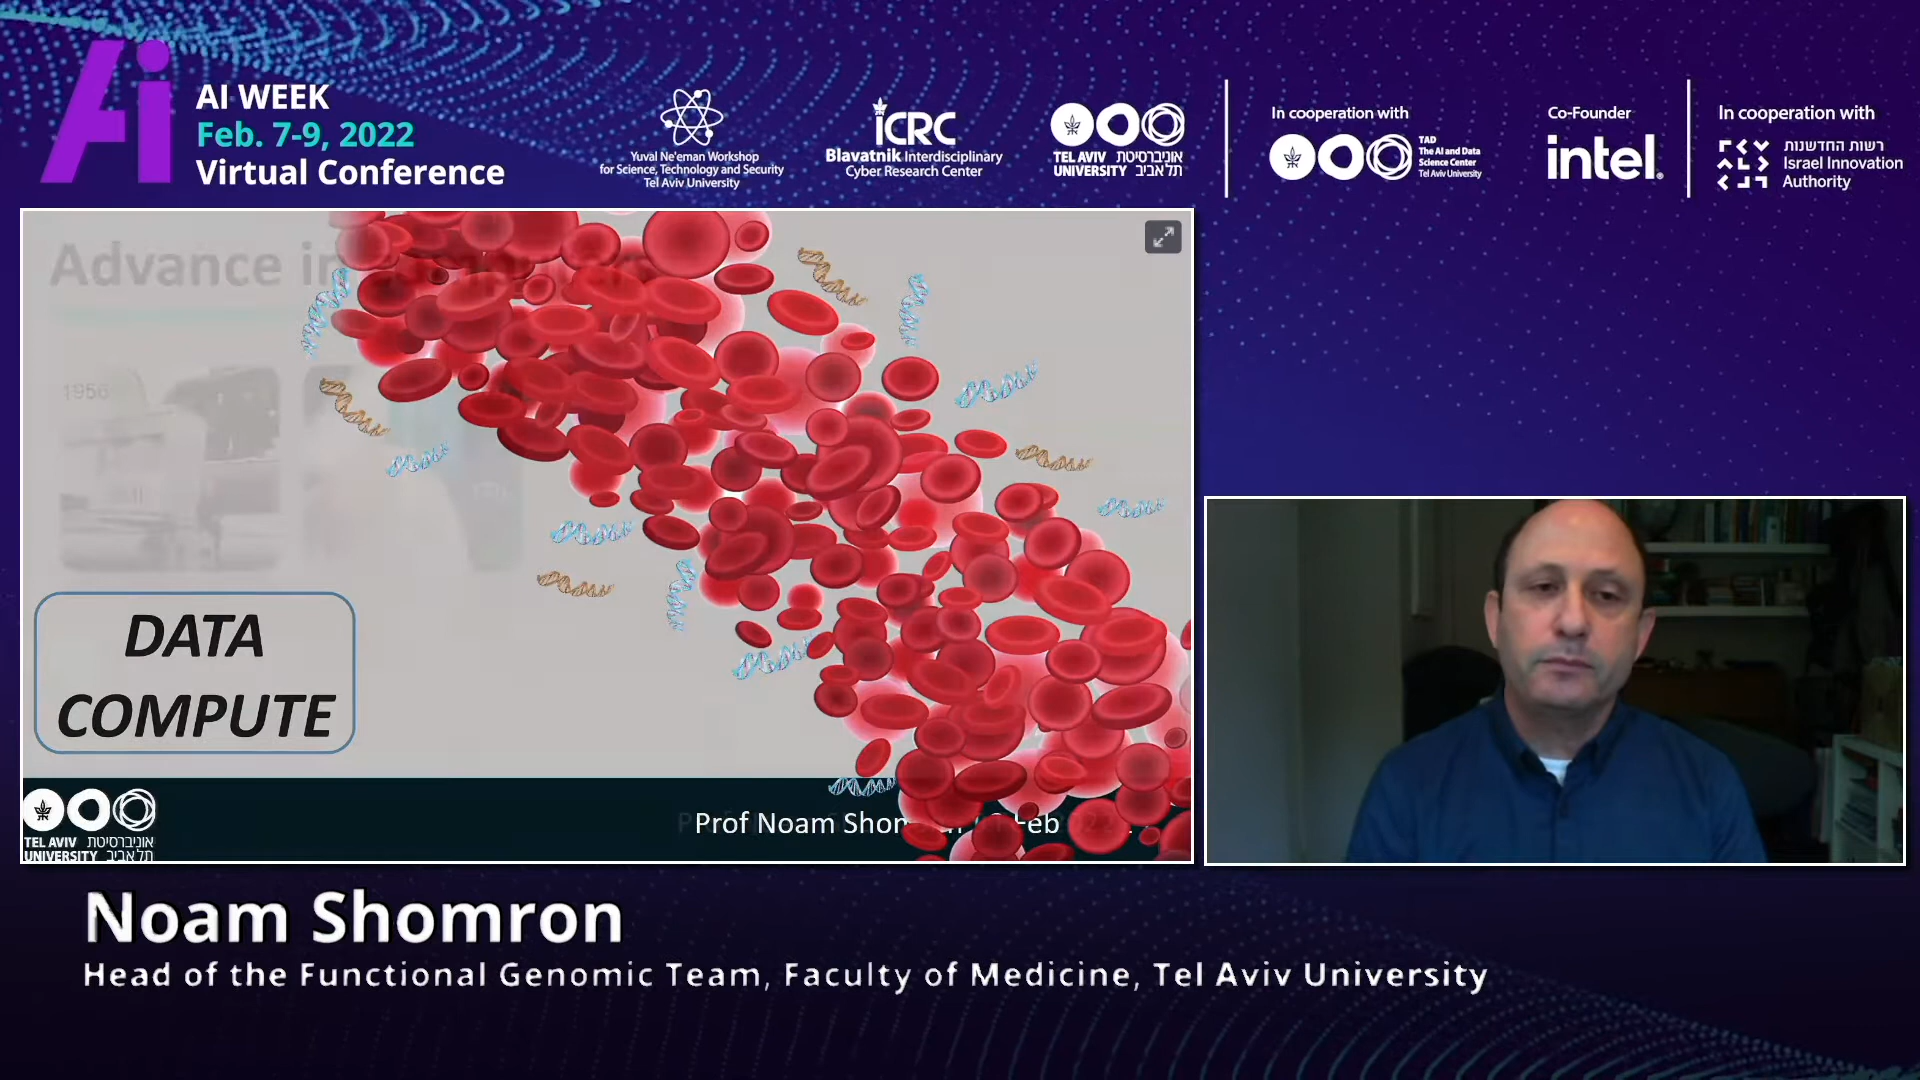 Ai
AI WEEK
Feb. 7-9, 2022
Virtual Conference
Yuval Ne'eman Workshop
for Science, Technology and Security
Tel Aviv University
ICRC
Blavatnik Interdisciplinary
Cyber Research Center
TEL AVIV אוניברסיטת
UNIVERSITY תל אביב
In cooperation with
TAD
The AI and Data
Science Center
Tel Aviv University
Co-Founder
intel
In cooperation with
רשות החדשנות
Israel Innovation
Authority
Advance in
1956
DATA
COMPUTE
TEL AVIV אוניברסיטת
UNIVERSITY תל אביב
Prof Noam Feb
Noam Shomron
Head of the Functional Genomic Team, Faculty of Medicine, Tel Aviv University